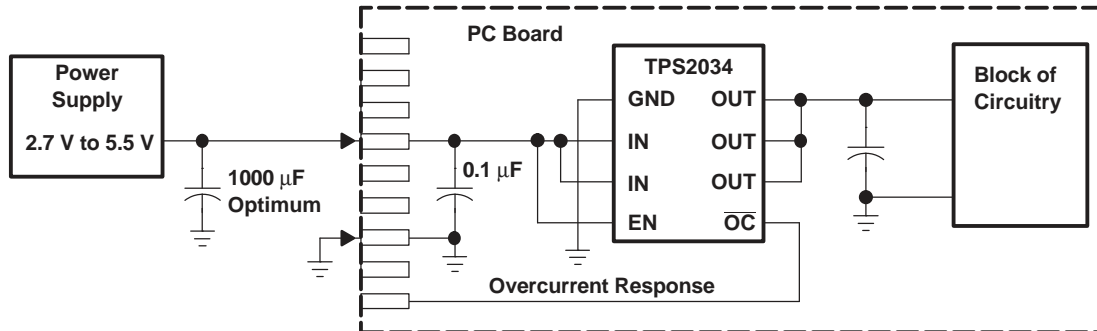 PC Board
Power
Supply
2.7 V to 5.5 V
1000 μF
Optimum
0.1 μF
TPS2034
GND OUT
IN OUT
IN OUT
EN O̅C̅
Block of
Circuitry
Overcurrent Response